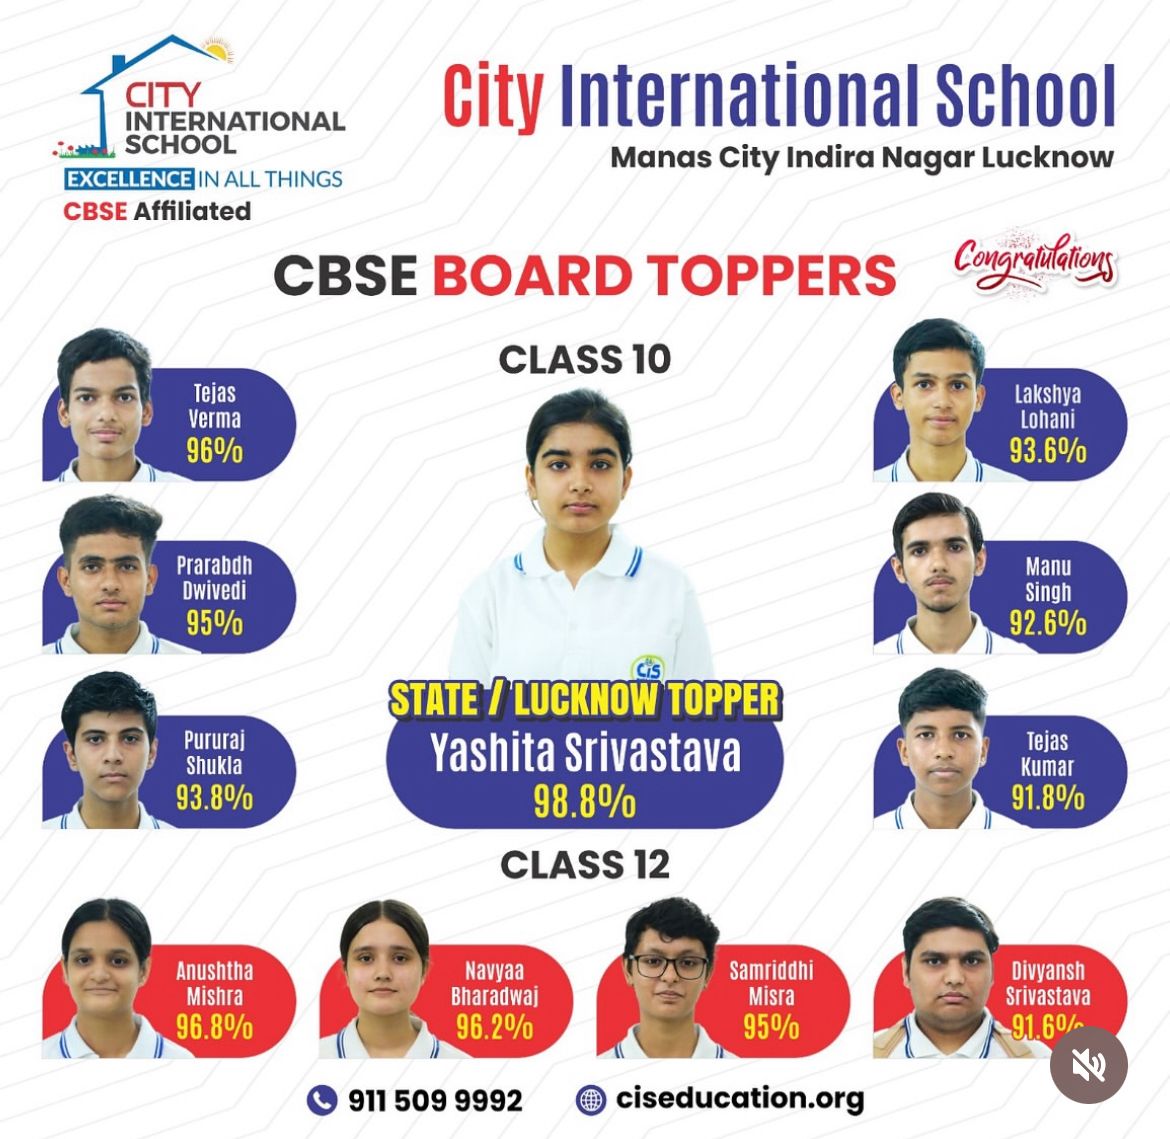 CITY
INTERNATIONAL
SCHOOL
EXCELLENCE IN ALL THINGS
CBSE Affiliated
City International School
Manas City Indira Nagar Lucknow
CBSE BOARD TOPPERS
Congratulations
CLASS 10
Tejas
Verma
96%
Lakshya
Lohani
93.6%
Prarabdh
Dwivedi
95%
Manu
Singh
92.6%
Pururaj
Shukla
93.8%
CiS
STATE / LUCKNOW TOPPER
Yashita Srivastava
98.8%
Tejas
Kumar
91.8%
CLASS 12
Anushtha
Mishra
96.8%
Navyaa
Bharadwaj
96.2%
Samriddhi
Misra
95%
Divyansh
Srivastava
91.6%
911 509 9992
ciseducation.org